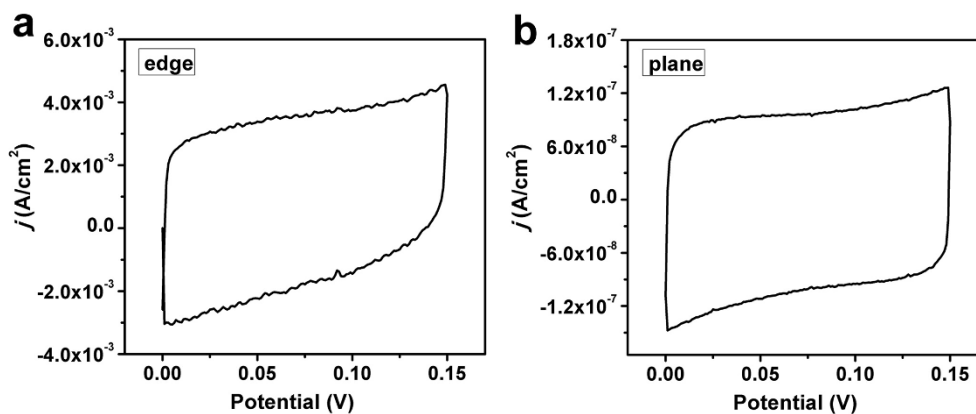 a
edge
6.0x10⁻³
4.0x10⁻³
2.0x10⁻³
0.0
-2.0x10⁻³
-4.0x10⁻³
j (A/cm²)
0.00 0.05 0.10 0.15
Potential (V)
b
plane
1.8x10⁻⁷
1.2x10⁻⁷
6.0x10⁻⁸
0.0
-6.0x10⁻⁸
-1.2x10⁻⁷
j (A/cm²)
0.00 0.05 0.10 0.15
Potential (V)